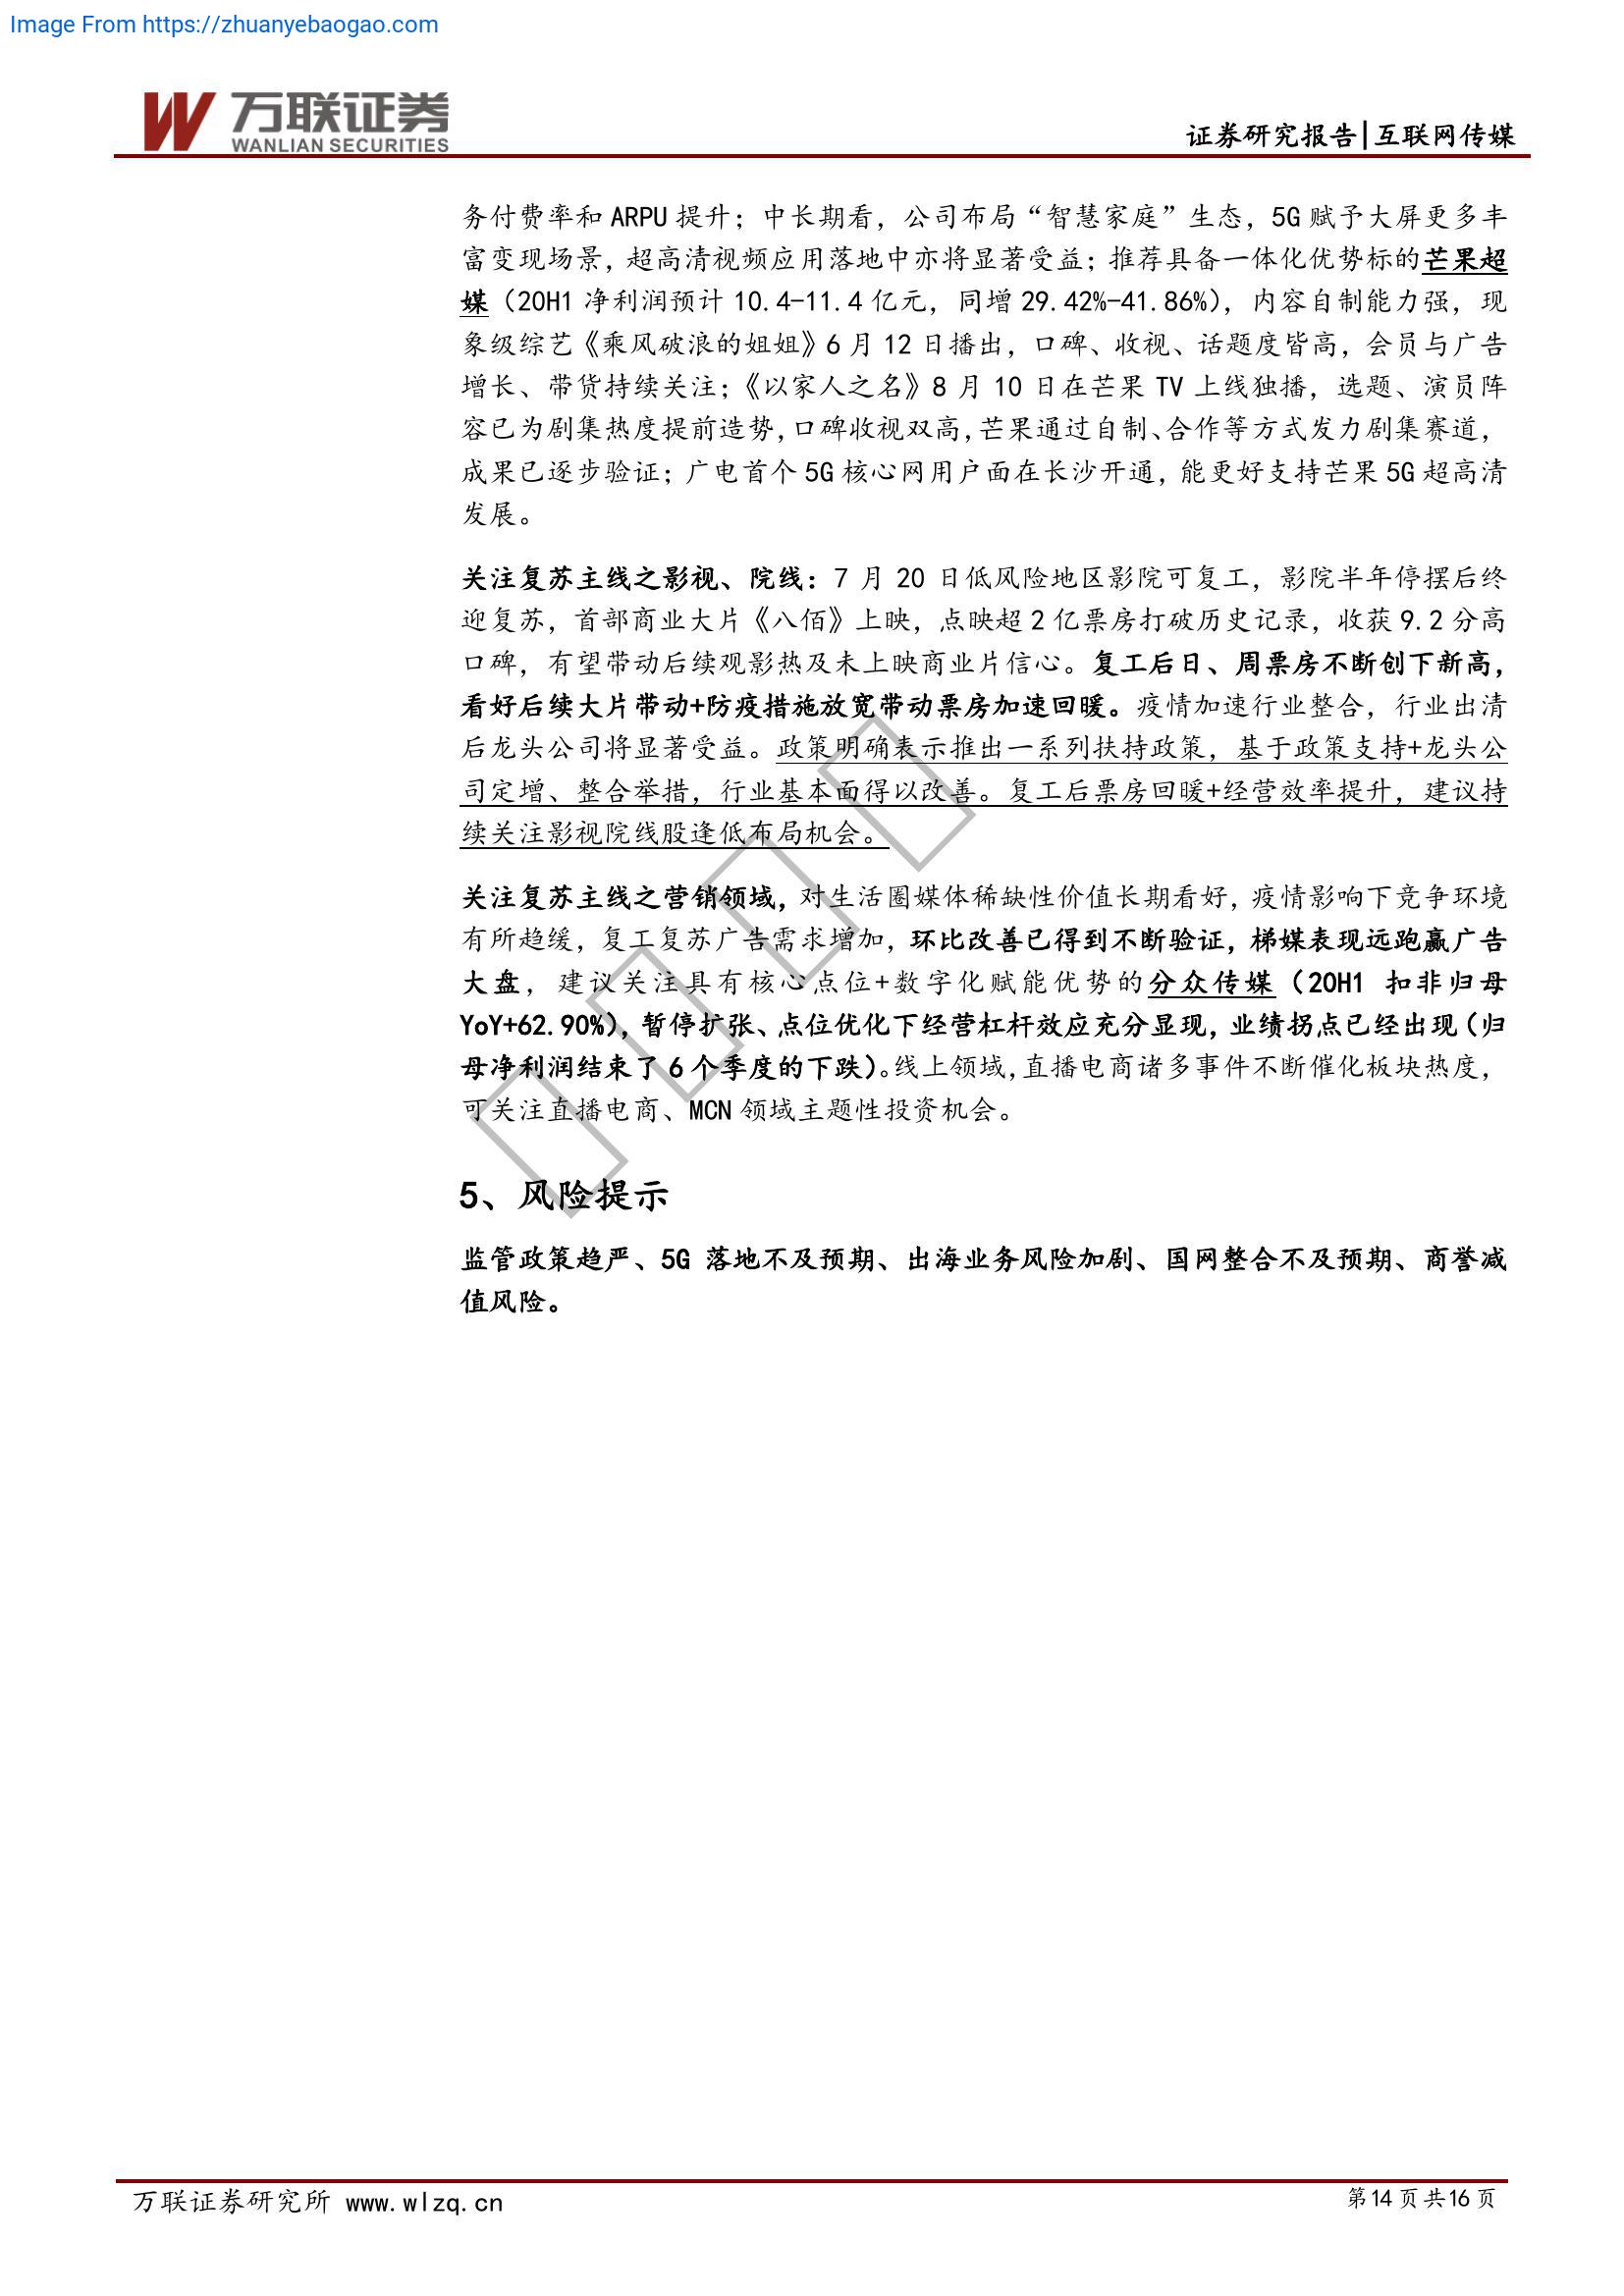 Image From https://zhuanyebaogao.com
万联证券
WANLIAN SECURITIES
证券研究报告|互联网传媒
务付费率和 ARPU 提升；中长期看，公司布局“智慧家庭”生态，5G 赋予大屏更多丰
富变现场景，超高清视频应用落地中亦将显著受益；推荐具备一体化优势标的芒果超
媒（20H1 净利润预计 10.4-11.4 亿元，同增 29.42%-41.86%），内容自制能力强，现
象级综艺《乘风破浪的姐姐》6 月 12 日播出，口碑、收视、话题度皆高，会员与广告
增长、带货持续关注；《以家人之名》8 月 10 日在芒果 TV 上线独播，选题、演员阵
容已为剧集热度提前造势，口碑收视双高，芒果通过自制、合作等方式发力剧集赛道，
成果已逐步验证；广电首个 5G 核心网用户面在长沙开通，能更好支持芒果 5G 超高清
发展。
关注复苏主线之影视、院线：7 月 20 日低风险地区影院可复工，影院半年停摆后终
迎复苏，首部商业大片《八佰》上映，点映超 2 亿票房打破历史记录，收获 9.2 分高
口碑，有望带动后续观影热及未上映商业片信心。复工后日、周票房不断创下新高，
看好后续大片带动+防疫措施放宽带动票房加速回暖。疫情加速行业整合，行业出清
后龙头公司将显著受益。政策明确表示推出一系列扶持政策，基于政策支持+龙头公
司定增、整合举措，行业基本面得以改善。复工后票房回暖+经营效率提升，建议持
续关注影视院线股逢低布局机会。
关注复苏主线之营销领域，对生活圈媒体稀缺性价值长期看好，疫情影响下竞争环境
有所趋缓，复工复苏广告需求增加，环比改善已得到不断验证，梯媒表现远跑赢广告
大盘，建议关注具有核心点位+数字化赋能优势的分众传媒（20H1 扣非归母
YoY+62.90%），暂停扩张、点位优化下经营杠杆效应充分显现，业绩拐点已经出现（归
母净利润结束了 6 个季度的下跌）。线上领域，直播电商诸多事件不断催化板块热度，
可关注直播电商、MCN 领域主题性投资机会。
5、风险提示
监管政策趋严、5G 落地不及预期、出海业务风险加剧、国网整合不及预期、商誉减
值风险。
万联证券研究所 www.wlzq.cn
第14 页 共16 页